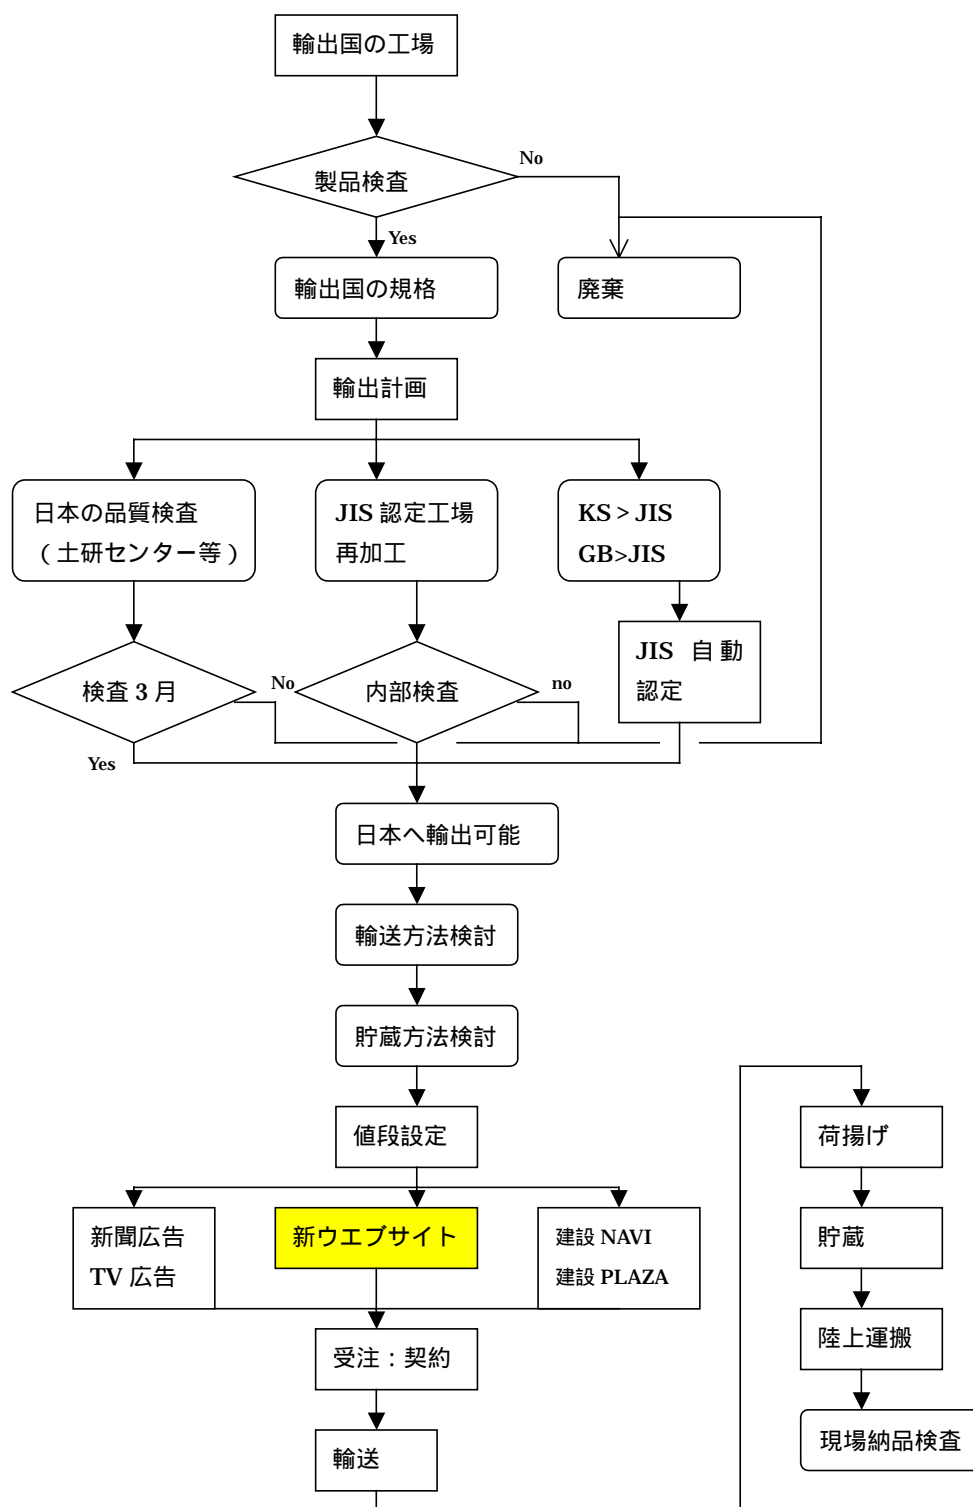 輸出国の工場
No
製品検査
Yes
輸出国の規格
廃棄
輸出計画
日本の品質検査
（土研センター等）
JIS 認定工場
再加工
KS > JIS
GB>JIS
JIS 自動
認定
検査 3 月
No
内部検査
no
Yes
日本へ輸出可能
輸送方法検討
貯蔵方法検討
値段設定
新聞広告
TV 広告
新ウエブサイト
建設 NAVI
建設 PLAZA
受注：契約
輸送
荷揚げ
貯蔵
陸上運搬
現場納品検査